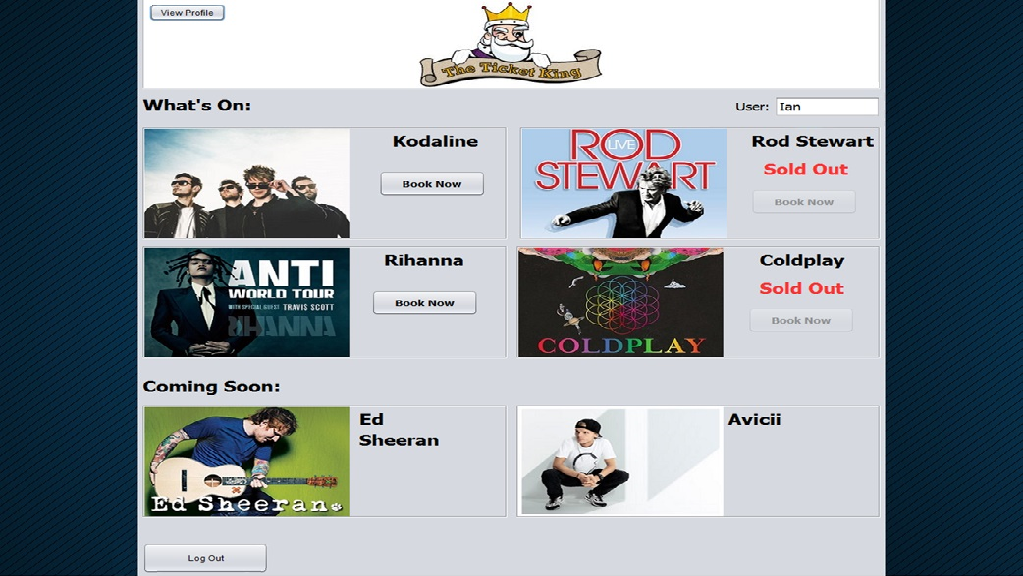 View Profile
The Ticket King
What's On:
User: Ian
Kodaline
Book Now
ROD
LIVE
STEWART
Rod Stewart
Sold Out
Book Now
ANTI
WORLD TOUR
WITH SPECIAL GUEST TRAVIS SCOTT
Rihanna
Book Now
COLDPLAY
Coldplay
Sold Out
Book Now
Coming Soon:
Ed Sheeran
Ed
Sheeran
Avicii
Log Out